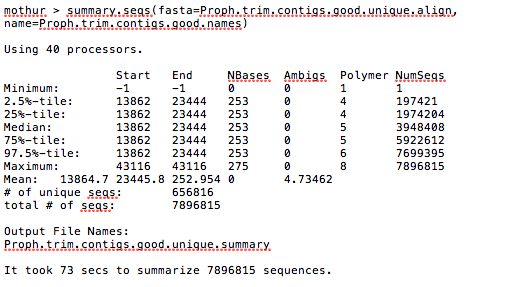 mothur > summary.seqs(fasta=Proph.trim.contigs.good.unique.align,
name=Proph.trim.contigs.good.names)
Using 40 processors.
Start End NBases Ambigs Polymer NumSeqs
Minimum: -1 -1 0 0 1 1
2.5%-tile: 13862 23444 253 0 4 197421
25%-tile: 13862 23444 253 0 4 1974204
Median: 13862 23444 253 0 5 3948408
75%-tile: 13862 23444 253 0 5 5922612
97.5%-tile: 13862 23444 253 0 6 7699395
Maximum: 43116 43116 275 0 8 7896815
Mean: 13864.7 23445.8 252.954 0 4.73462
# of unique seqs: 656816
total # of seqs: 7896815
Output File Names:
Proph.trim.contigs.good.unique.summary
It took 73 secs to summarize 7896815 sequences.